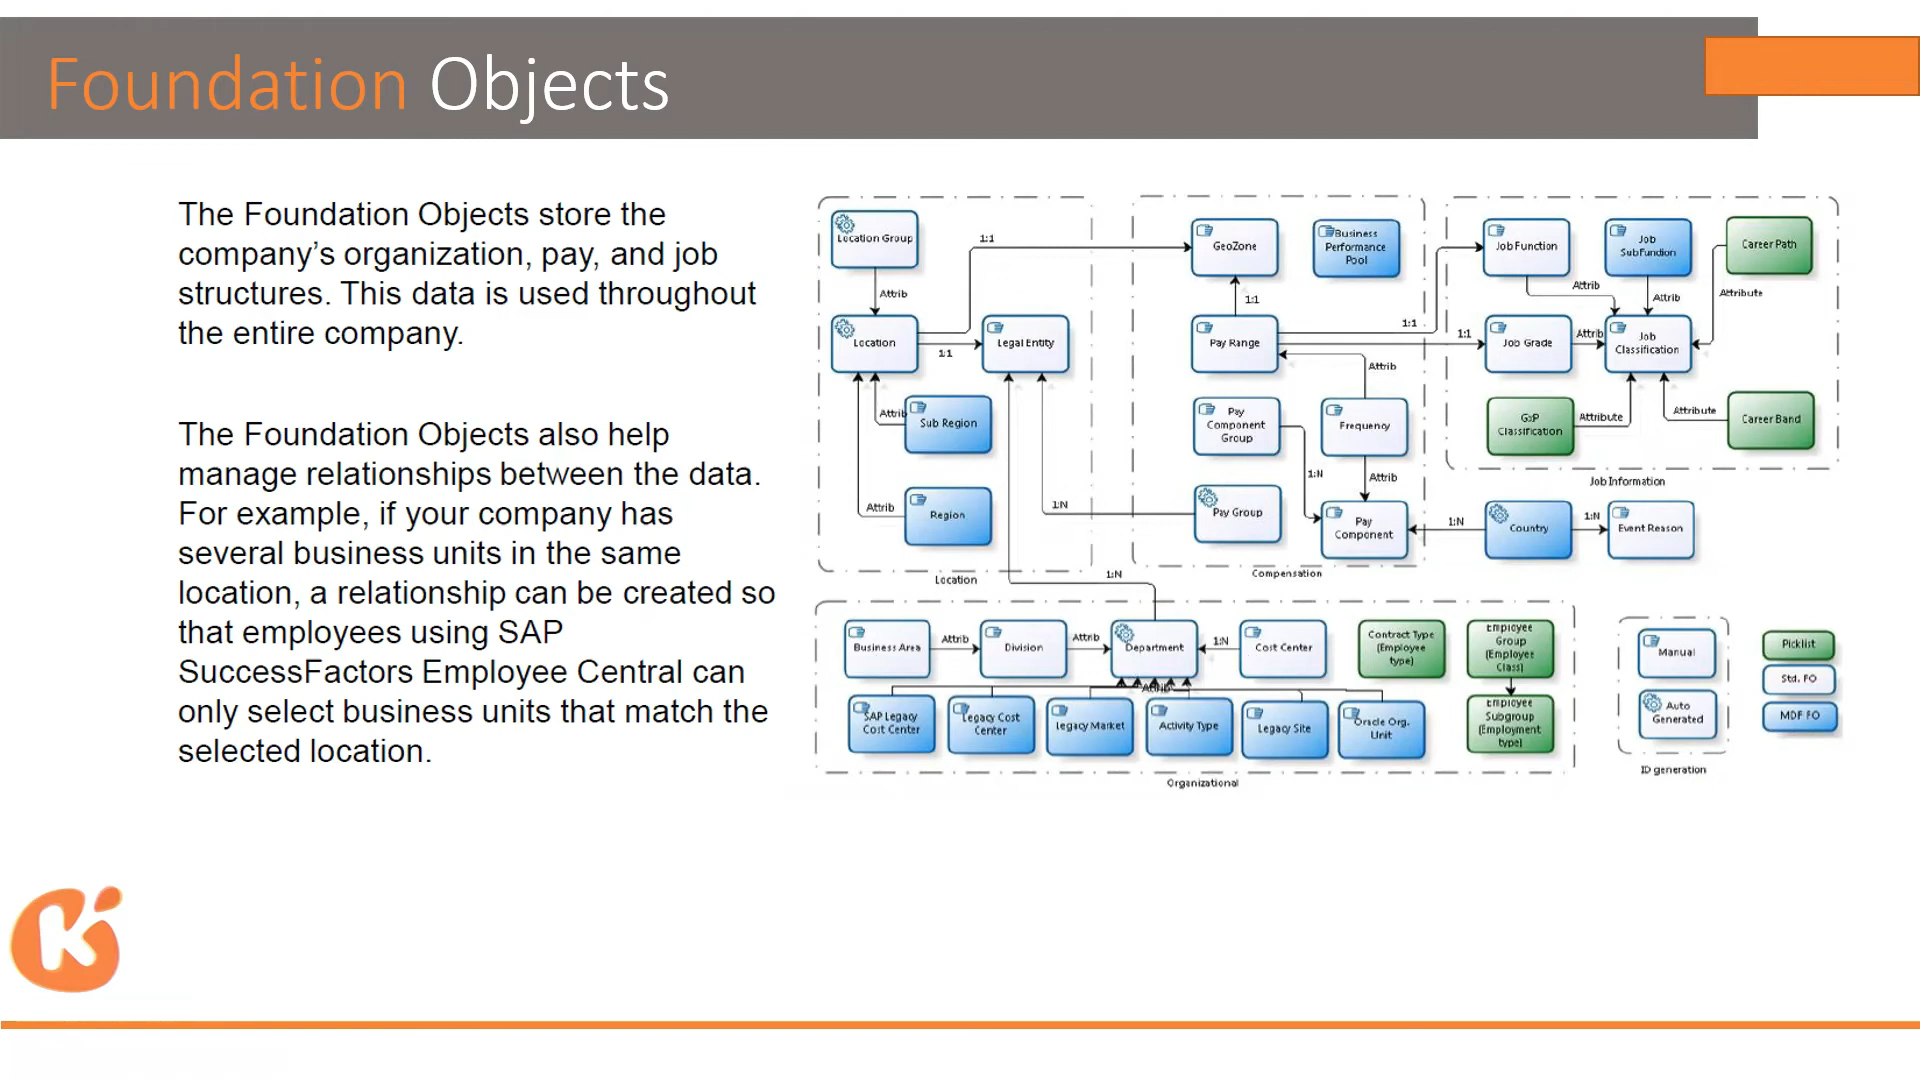 Foundation Objects
The Foundation Objects store the
company’s organization, pay, and job
structures. This data is used throughout
the entire company.
The Foundation Objects also help
manage relationships between the data.
For example, if your company has
several business units in the same
location, a relationship can be created so
that employees using SAP
SuccessFactors Employee Central can
only select business units that match the
selected location.
Location Group
Attrib
Location
1:1
1:1
Legal Entity
Attrib
Sub Region
Attrib
Region
1:N
Location
1:N
GeoZone
Business
Performance
Pool
1:1
Pay Range
1:1
1:1
Attrib
Pay
Component
Group
Frequency
1:N
Attrib
Pay Group
Pay
Component
Compensation
Job Function
Job
SubFunction
Career Path
Attrib
Attrib
Attribute
Job Grade
Attrib
Job
Classification
GxP
Classification
Attribute
Attribute
Career Band
Job Information
1:N
Country
1:N
Event Reason
Business Area
Attrib
Division
Attrib
Department
1:N
Cost Center
Contract Type
(Employee
type)
Employee
Group
(Employee
Class)
Attrib
SAP Legacy
Cost Center
Legacy Cost
Center
Legacy Market
Activity Type
Legacy Site
Oracle Org.
Unit
Employee
Subgroup
(Employment
type)
Organizational
Manual
Auto
Generated
ID generation
Picklist
Std. FO
MDF FO
K